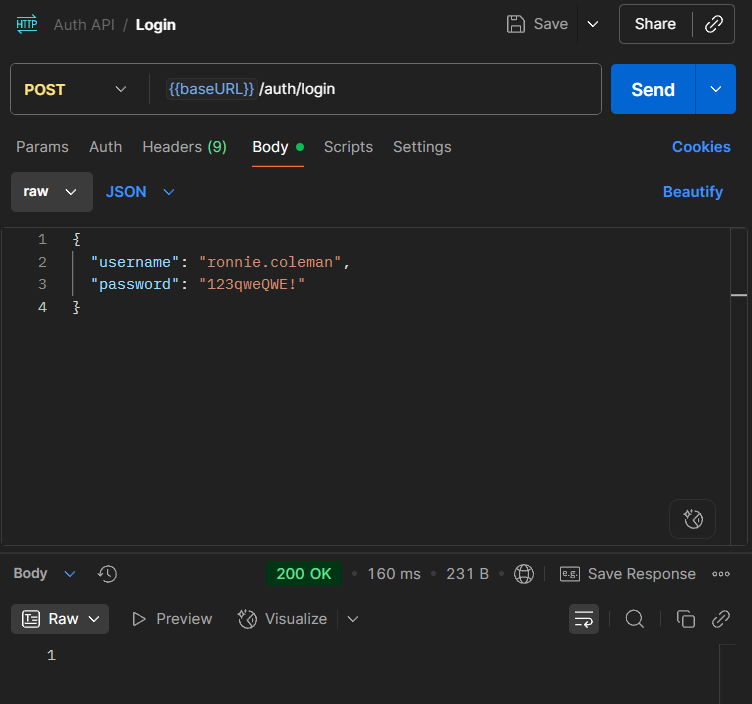 HTTP Auth API / Login Save Share
POST {{baseURL}} /auth/login Send
Params Auth Headers (9) Body Scripts Settings Cookies
raw JSON Beautify
1 {
2 "username": "ronnie.coleman",
3 "password": "123qweQWE!"
4 }
Body 200 OK • 160 ms • 231 B • e.g. Save Response
Raw Preview Visualize
1